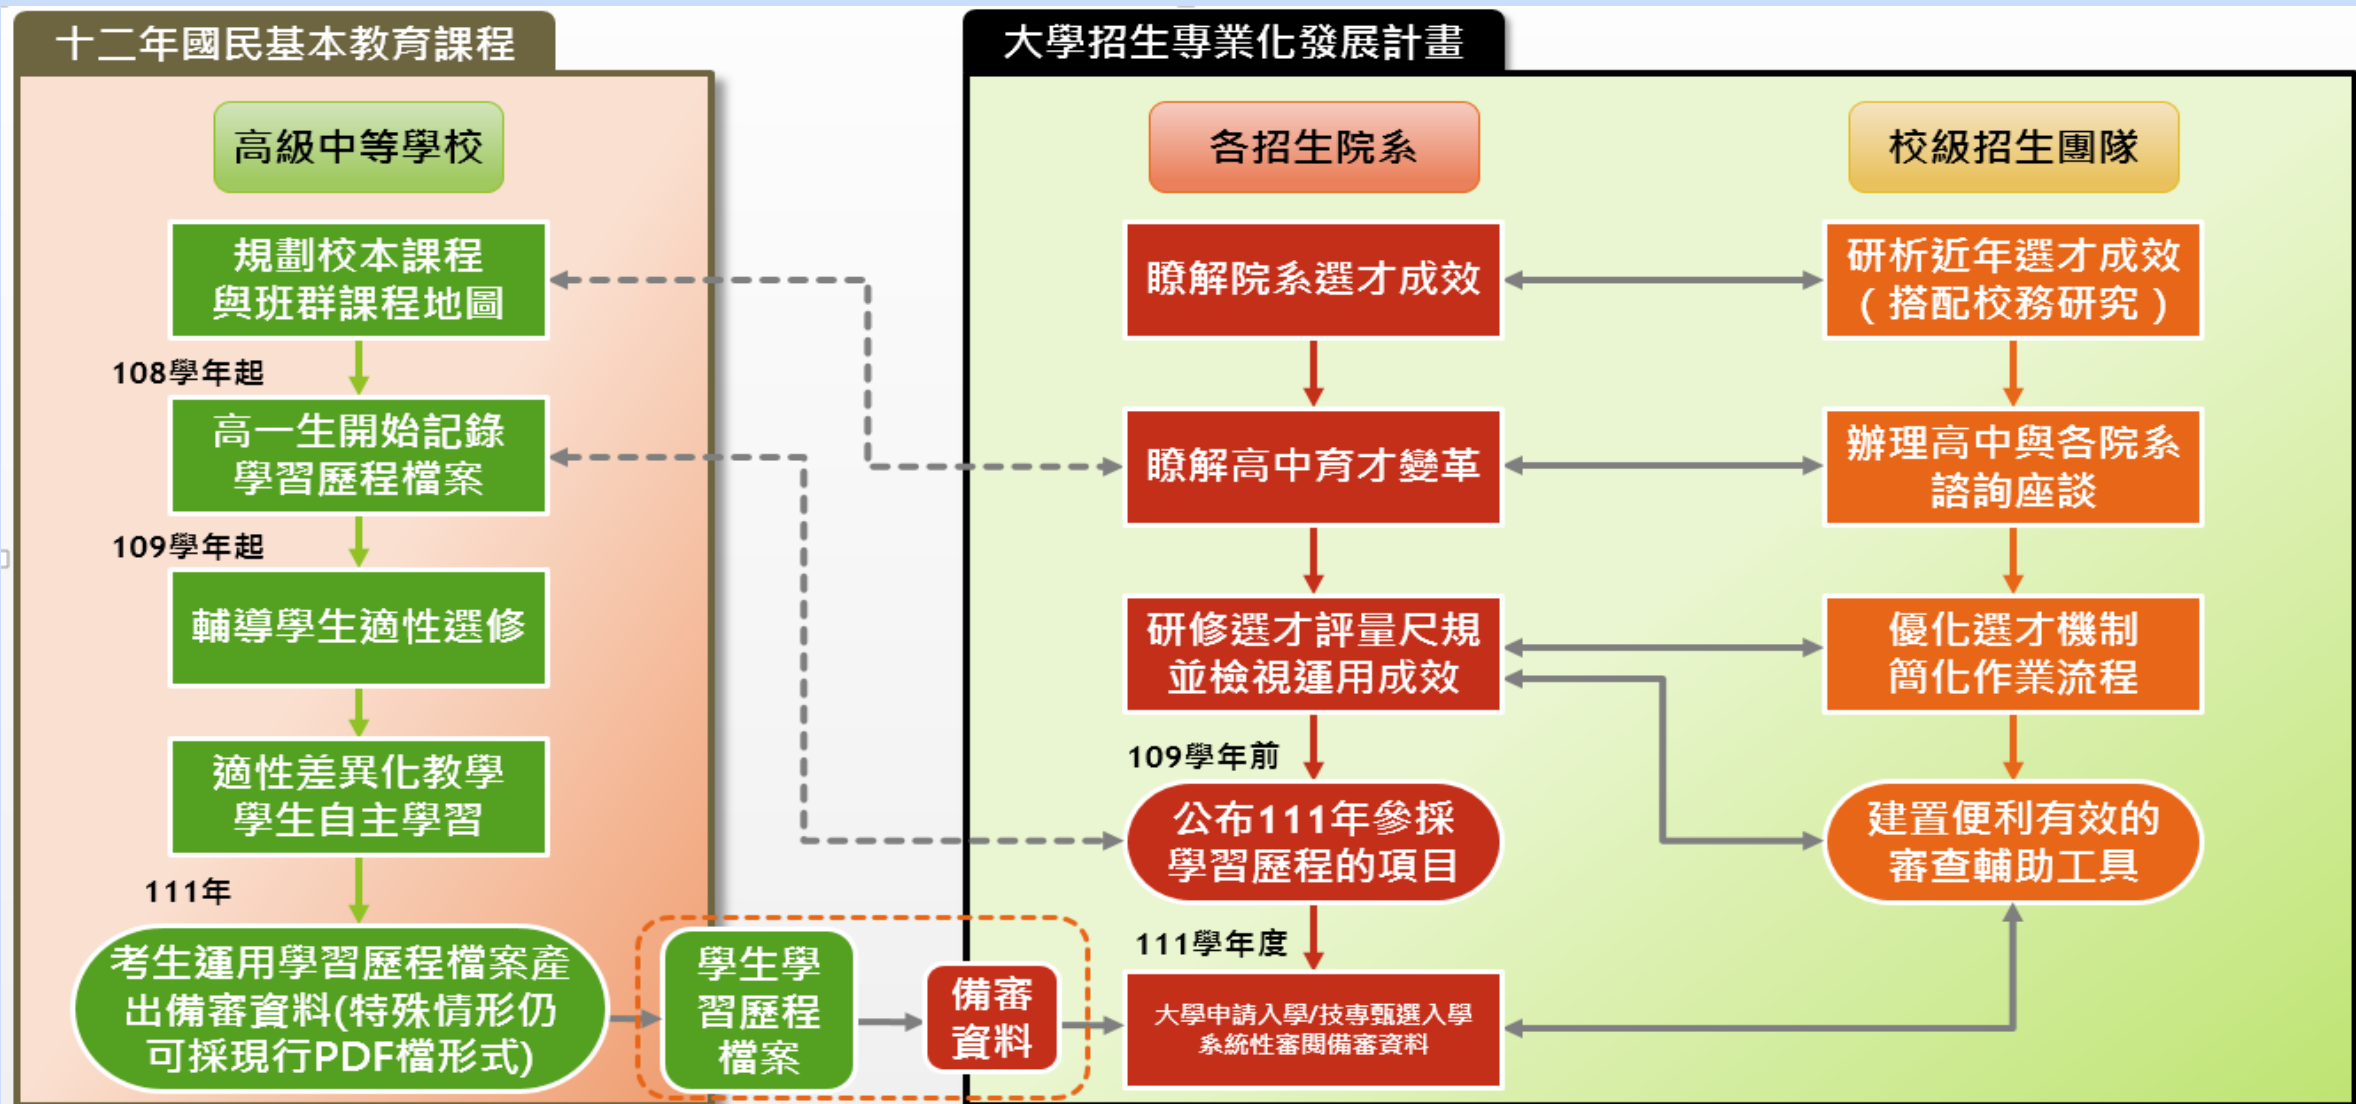 十二年國民基本教育課程
高級中等學校
規劃校本課程
與班群課程地圖
108學年起
高一生開始記錄
學習歷程檔案
109學年起
輔導學生適性選修
適性差異化教學
學生自主學習
111年
考生運用學習歷程檔案產
出備審資料(特殊情形仍
可採現行PDF檔形式)
學生學
習歷程
檔案
備審
資料
大學招生專業化發展計畫
各招生院系
瞭解院系選才成效
瞭解高中育才變革
研修選才評量尺規
並檢視運用成效
109學年前
公布111年參採
學習歷程的項目
111學年度
大學申請入學/技專甄選入學
系統性審閱備審資料
校級招生團隊
研析近年選才成效
（搭配校務研究）
辦理高中與各院系
諮詢座談
優化選才機制
簡化作業流程
建置便利有效的
審查輔助工具